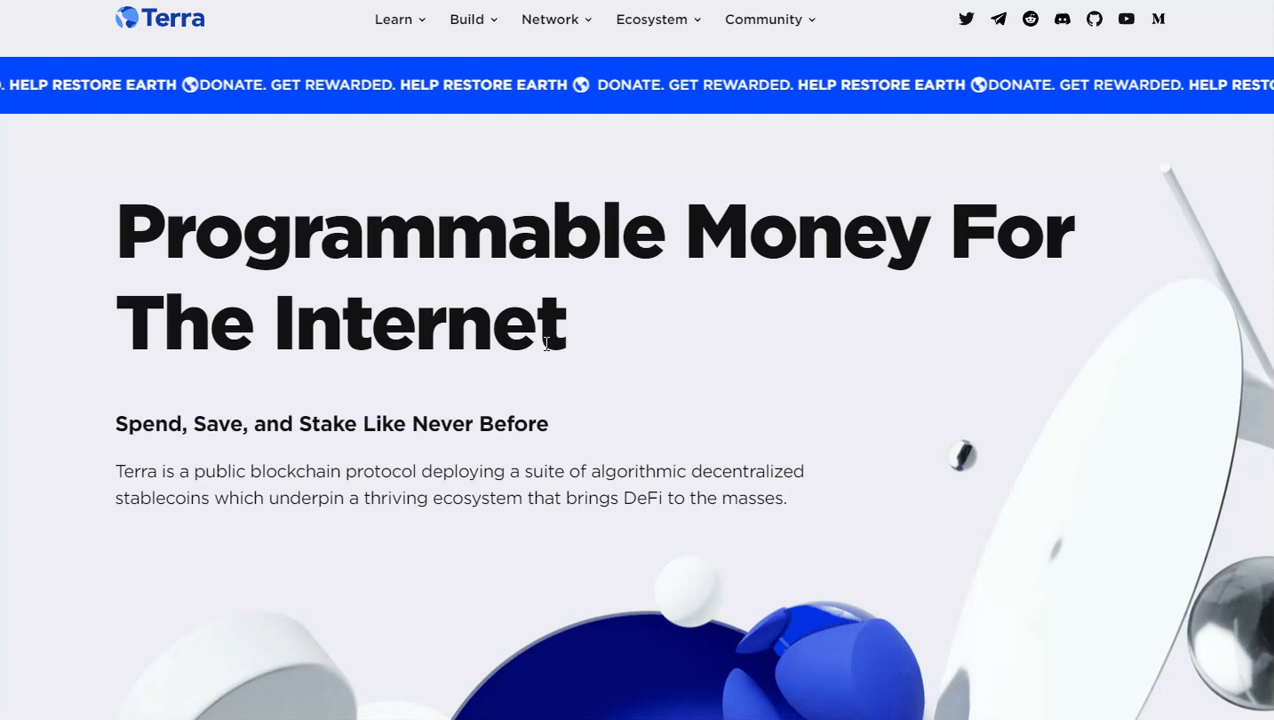 Terra
Learn Build Network Ecosystem Community
. HELP RESTORE EARTH DONATE. GET REWARDED. HELP RESTORE EARTH DONATE. GET REWARDED. HELP RESTORE EARTH DONATE. GET REWARDED. HELP RESTO
Programmable Money For
The Internet
Spend, Save, and Stake Like Never Before
Terra is a public blockchain protocol deploying a suite of algorithmic decentralized
stablecoins which underpin a thriving ecosystem that brings DeFi to the masses.